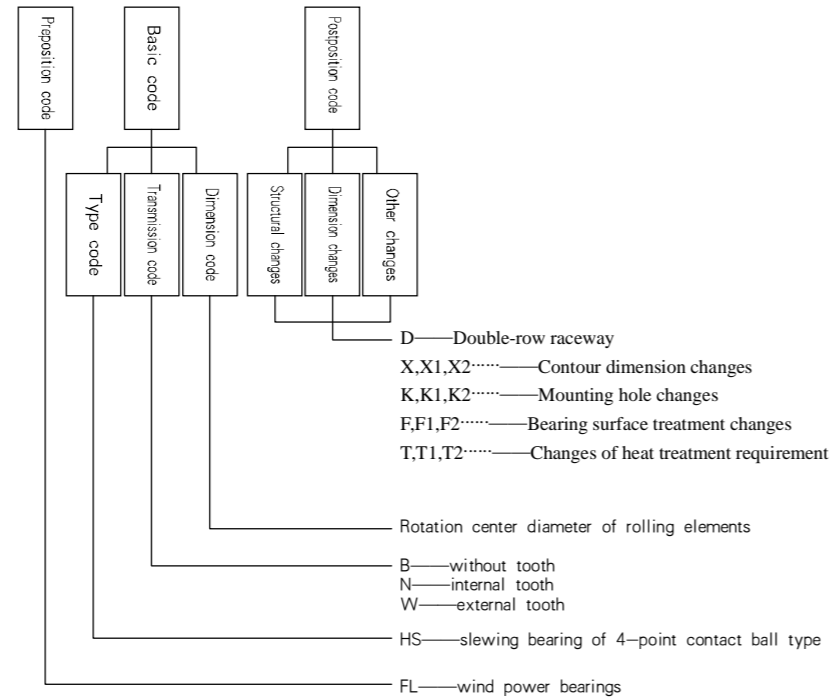 Preposition code
Basic code
Postposition code
Type code
Transmission code
Dimension code
Structural changes
Dimension changes
Other changes
D——Double-row raceway
X,X1,X2······——Contour dimension changes
K,K1,K2······——Mounting hole changes
F,F1,F2······——Bearing surface treatment changes
T,T1,T2······——Changes of heat treatment requirement
Rotation center diameter of rolling elements
B——without tooth
N——internal tooth
W——external tooth
HS——slewing bearing of 4-point contact ball type
FL——wind power bearings